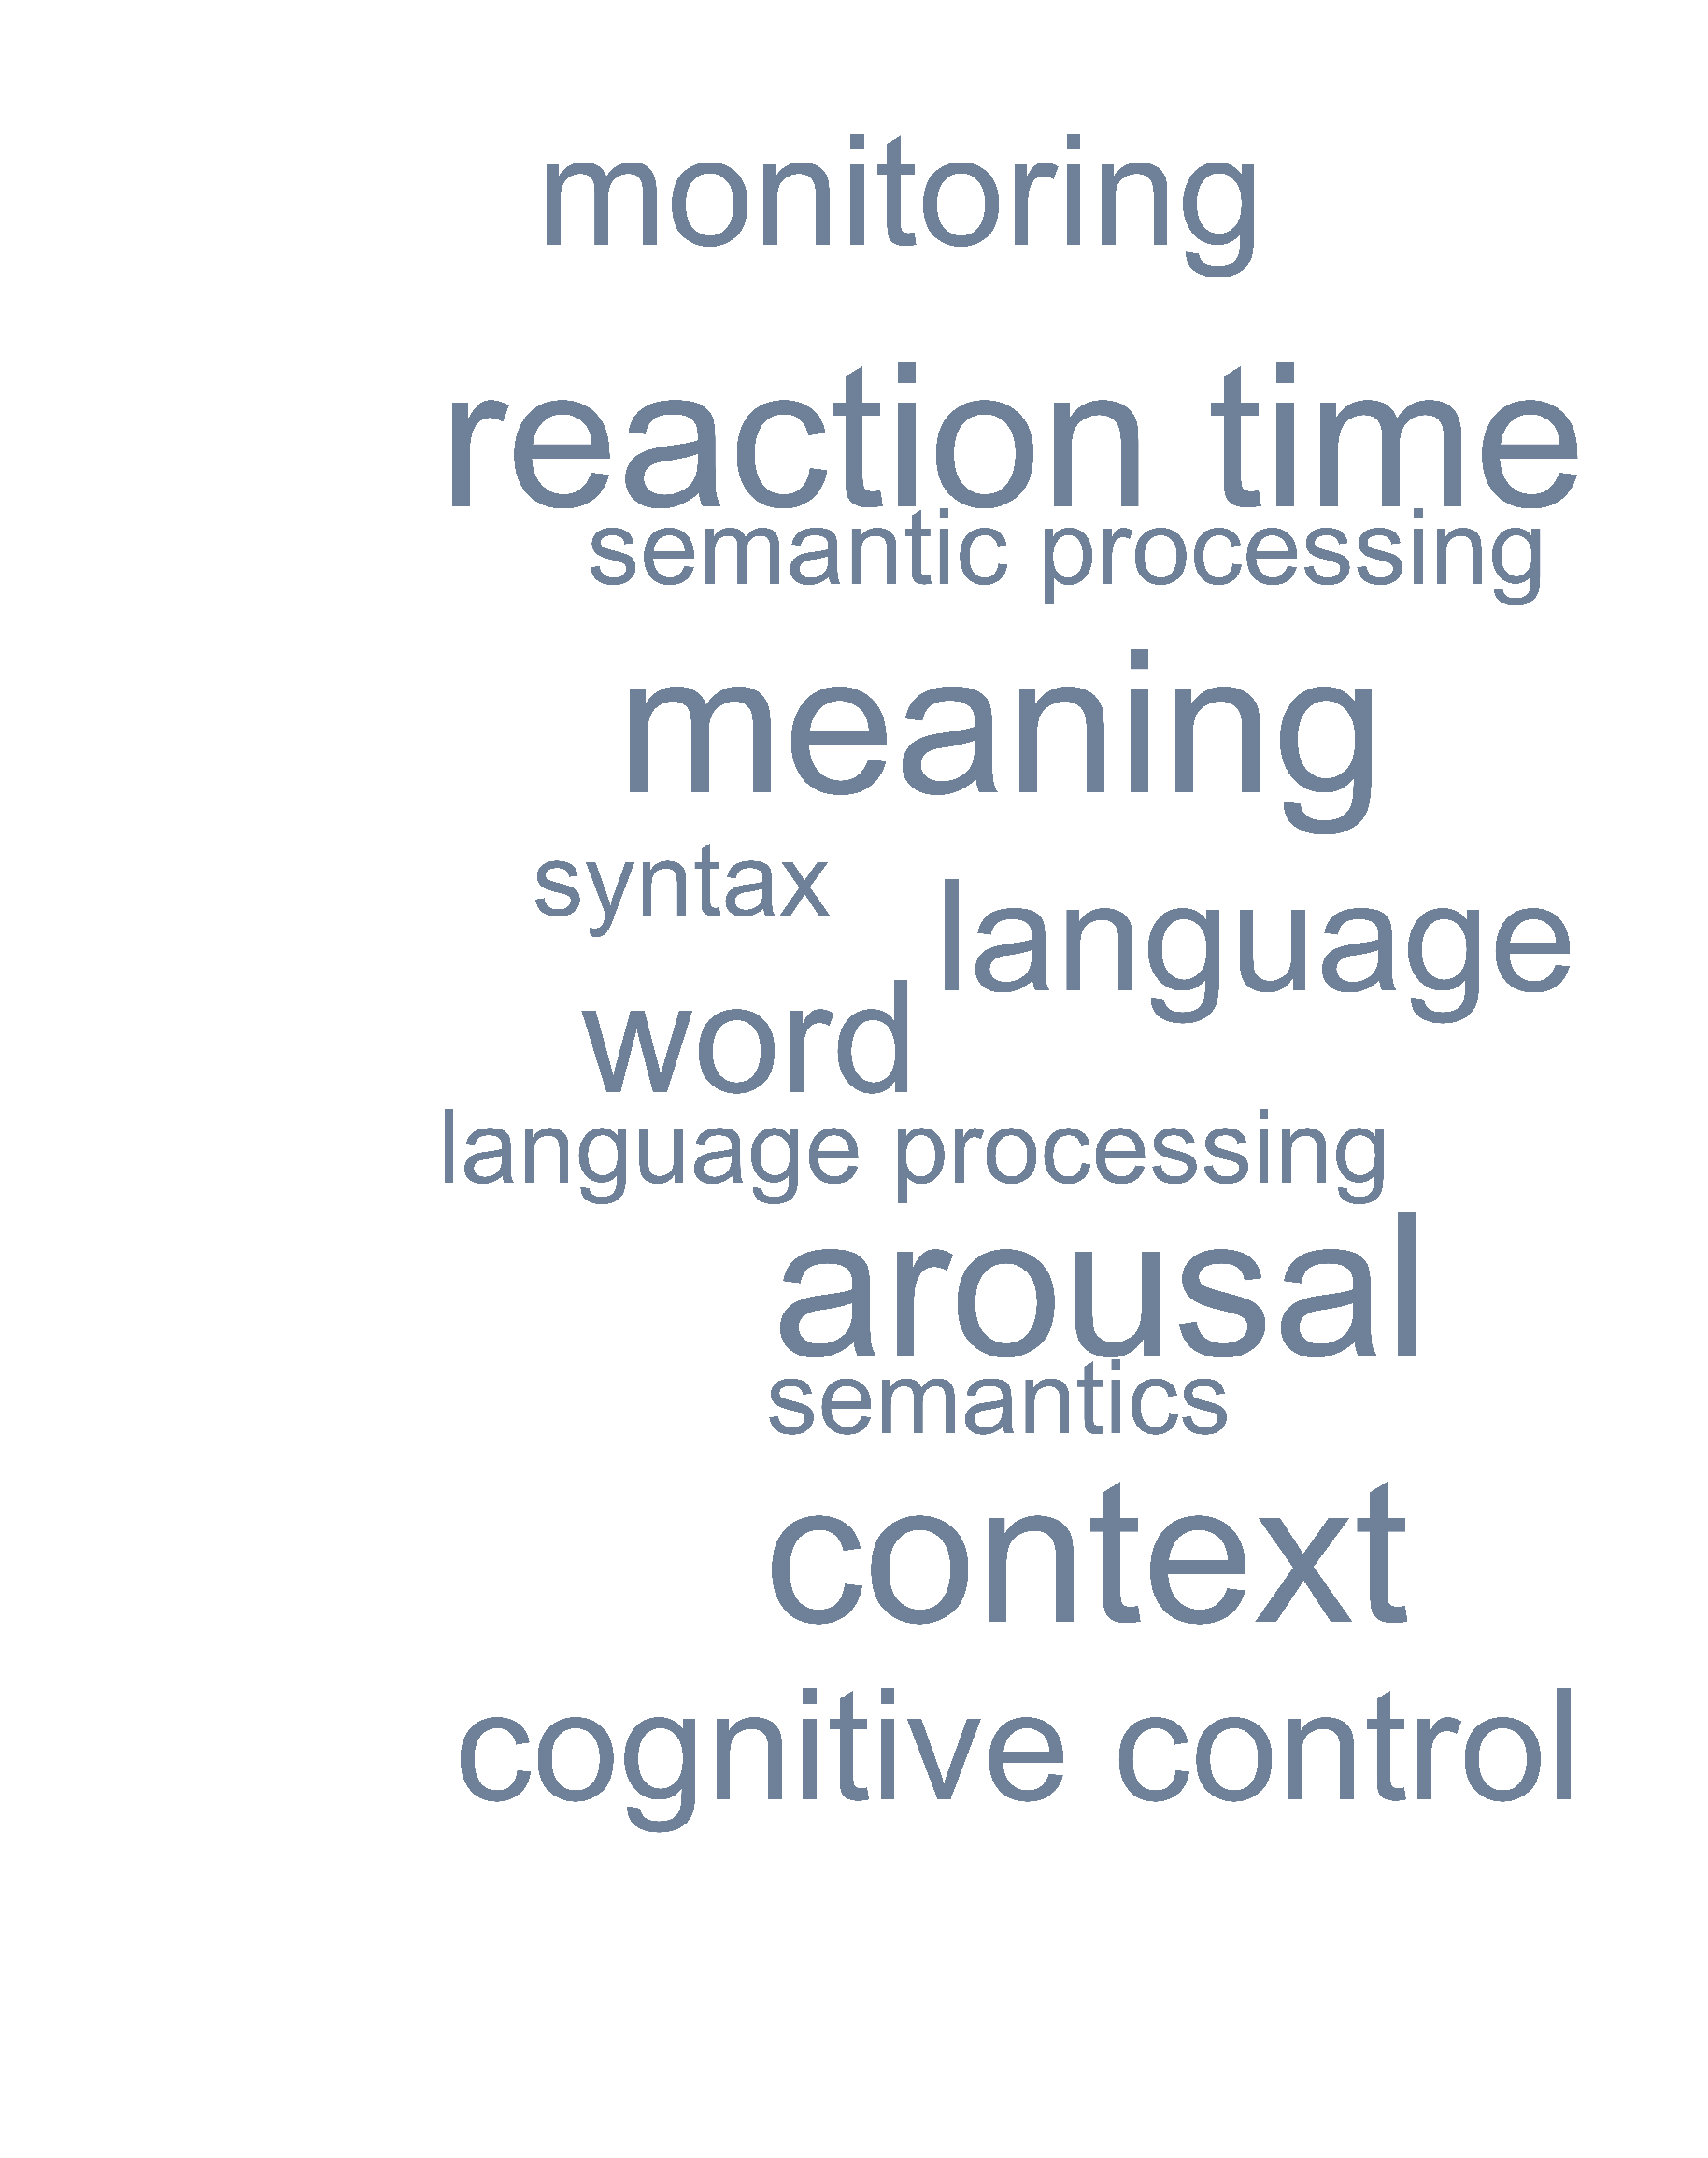 monitoring
reaction time
semantic processing
meaning
syntax
language
word
language processing
arousal
semantics
context
cognitive control